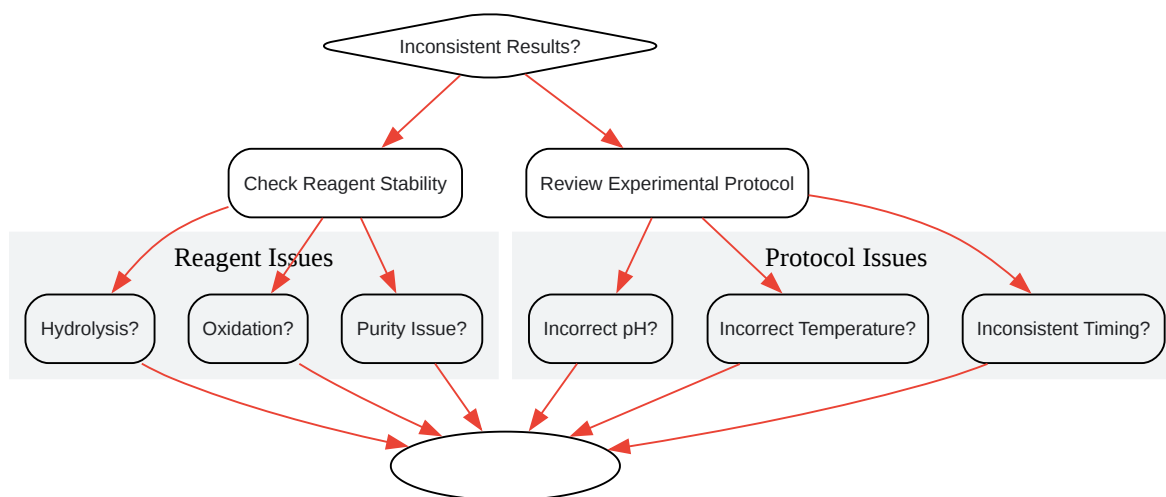 Inconsistent Results?
Check Reagent Stability
Review Experimental Protocol
Reagent Issues
Protocol Issues
Hydrolysis?
Oxidation?
Purity Issue?
Incorrect pH?
Incorrect Temperature?
Inconsistent Timing?